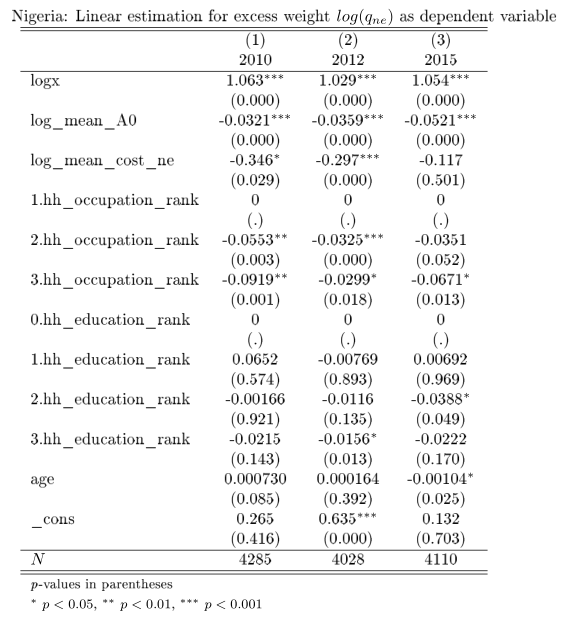 Nigeria: Linear estimation for excess weight log(q_ne) as dependent variable
(1) (2) (3)
2010 2012 2015
logx 1.063*** 1.029*** 1.054***
(0.000) (0.000) (0.000)
log_mean_A0 -0.0321*** -0.0359*** -0.0521***
(0.000) (0.000) (0.000)
log_mean_cost_ne -0.346* -0.297*** -0.117
(0.029) (0.000) (0.501)
1.hh_occupation_rank 0 0 0
(.) (.) (.)
2.hh_occupation_rank -0.0553** -0.0325*** -0.0351
(0.003) (0.000) (0.052)
3.hh_occupation_rank -0.0919** -0.0299* -0.0671*
(0.001) (0.018) (0.013)
0.hh_education_rank 0 0 0
(.) (.) (.)
1.hh_education_rank 0.0652 -0.00769 0.00692
(0.574) (0.893) (0.969)
2.hh_education_rank -0.00166 -0.0116 -0.0388*
(0.921) (0.135) (0.049)
3.hh_education_rank -0.0215 -0.0156* -0.0222
(0.143) (0.013) (0.170)
age 0.000730 0.000164 -0.00104*
(0.085) (0.392) (0.025)
_cons 0.265 0.635*** 0.132
(0.416) (0.000) (0.703)
N 4285 4028 4110
p-values in parentheses
* p < 0.05, ** p < 0.01, *** p < 0.001